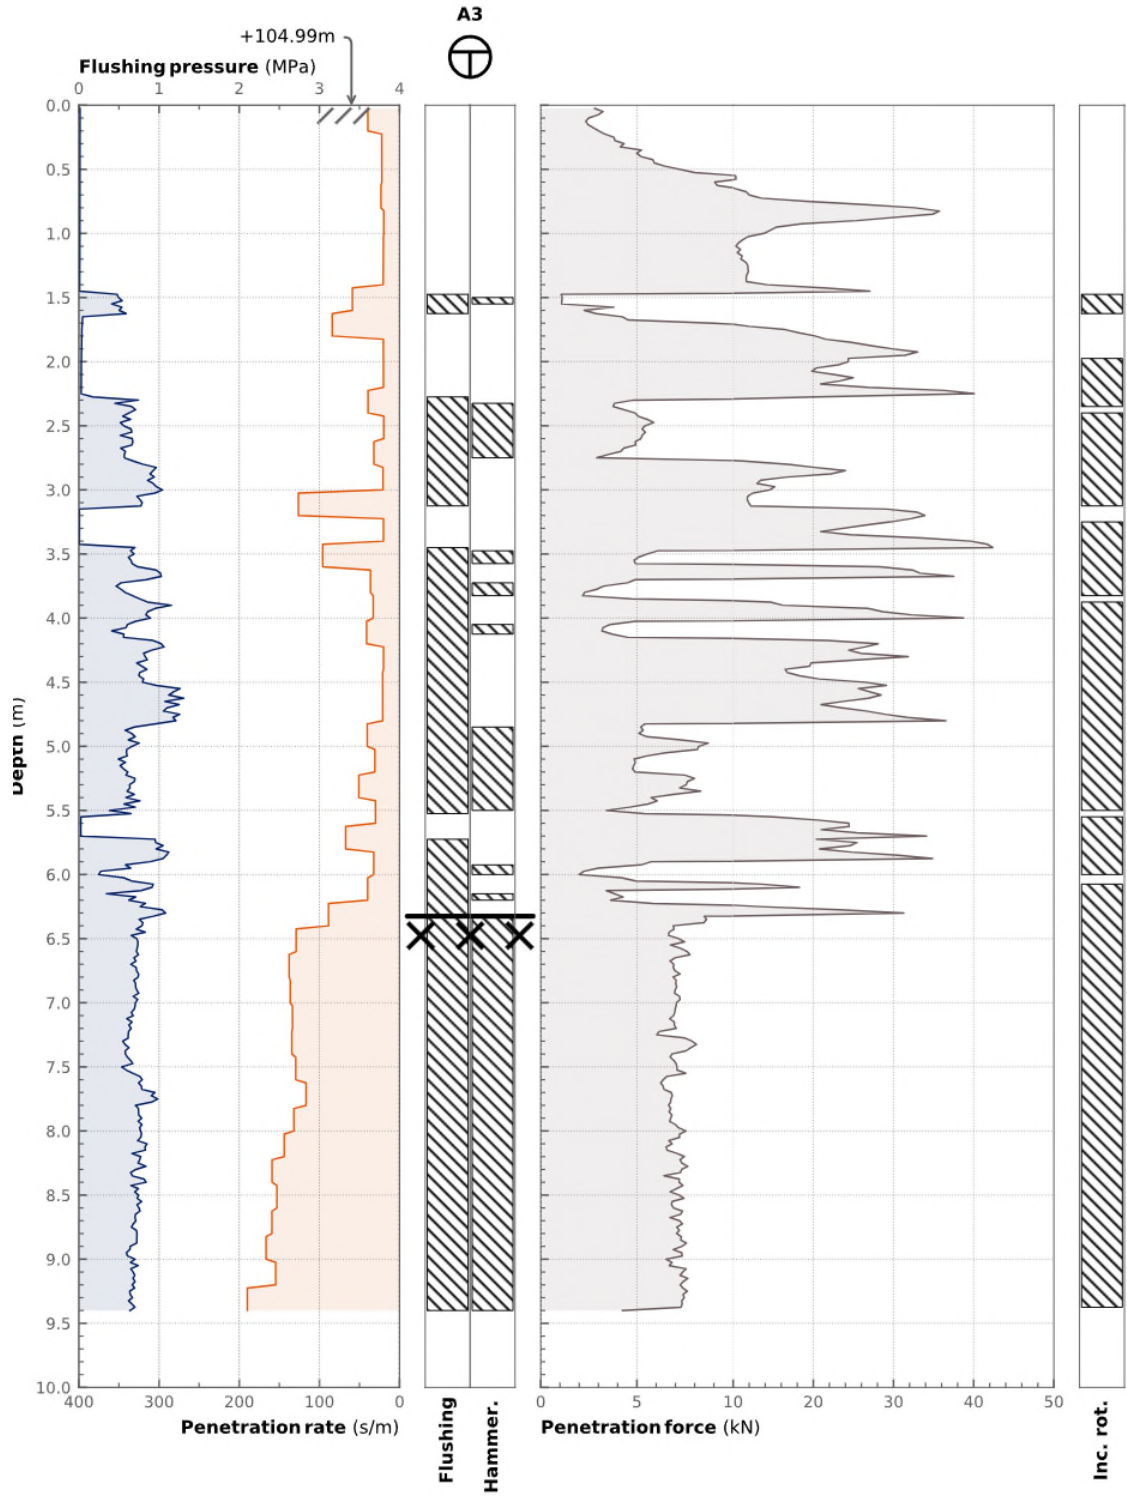 A3
+104.99m
Flushing pressure (MPa)
0 1 2 3 4
0.0
0.5
1.0
1.5
2.0
2.5
3.0
3.5
4.0
4.5
5.0
5.5
6.0
6.5
7.0
7.5
8.0
8.5
9.0
9.5
10.0
Depth (m)
400 300 200 100 0
Penetration rate (s/m)
Flushing
Hammer.
0 5 10 20 30 40 50
Penetration force (kN)
Inc. rot.